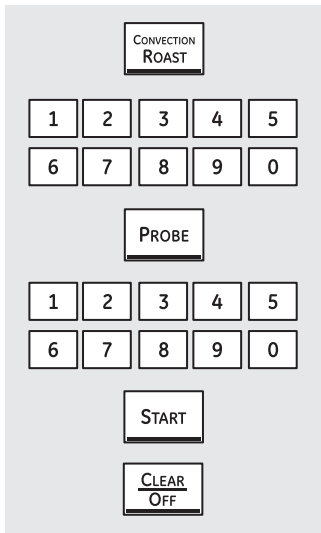 CONVECTION
ROAST
1 2 3 4 5
6 7 8 9 0
PROBE
1 2 3 4 5
6 7 8 9 0
START
CLEAR
OFF